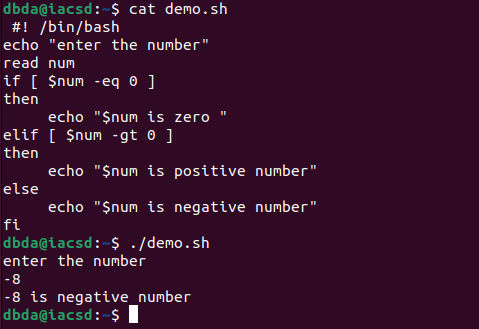 dbda@iacsd:~$ cat demo.sh
 #! /bin/bash
echo "enter the number"
read num
if [ $num -eq 0 ]
then
     echo "$num is zero "
elif [ $num -gt 0 ]
then
     echo "$num is positive number"
else
     echo "$num is negative number"
fi
dbda@iacsd:~$ ./demo.sh
enter the number
-8
-8 is negative number
dbda@iacsd:~$